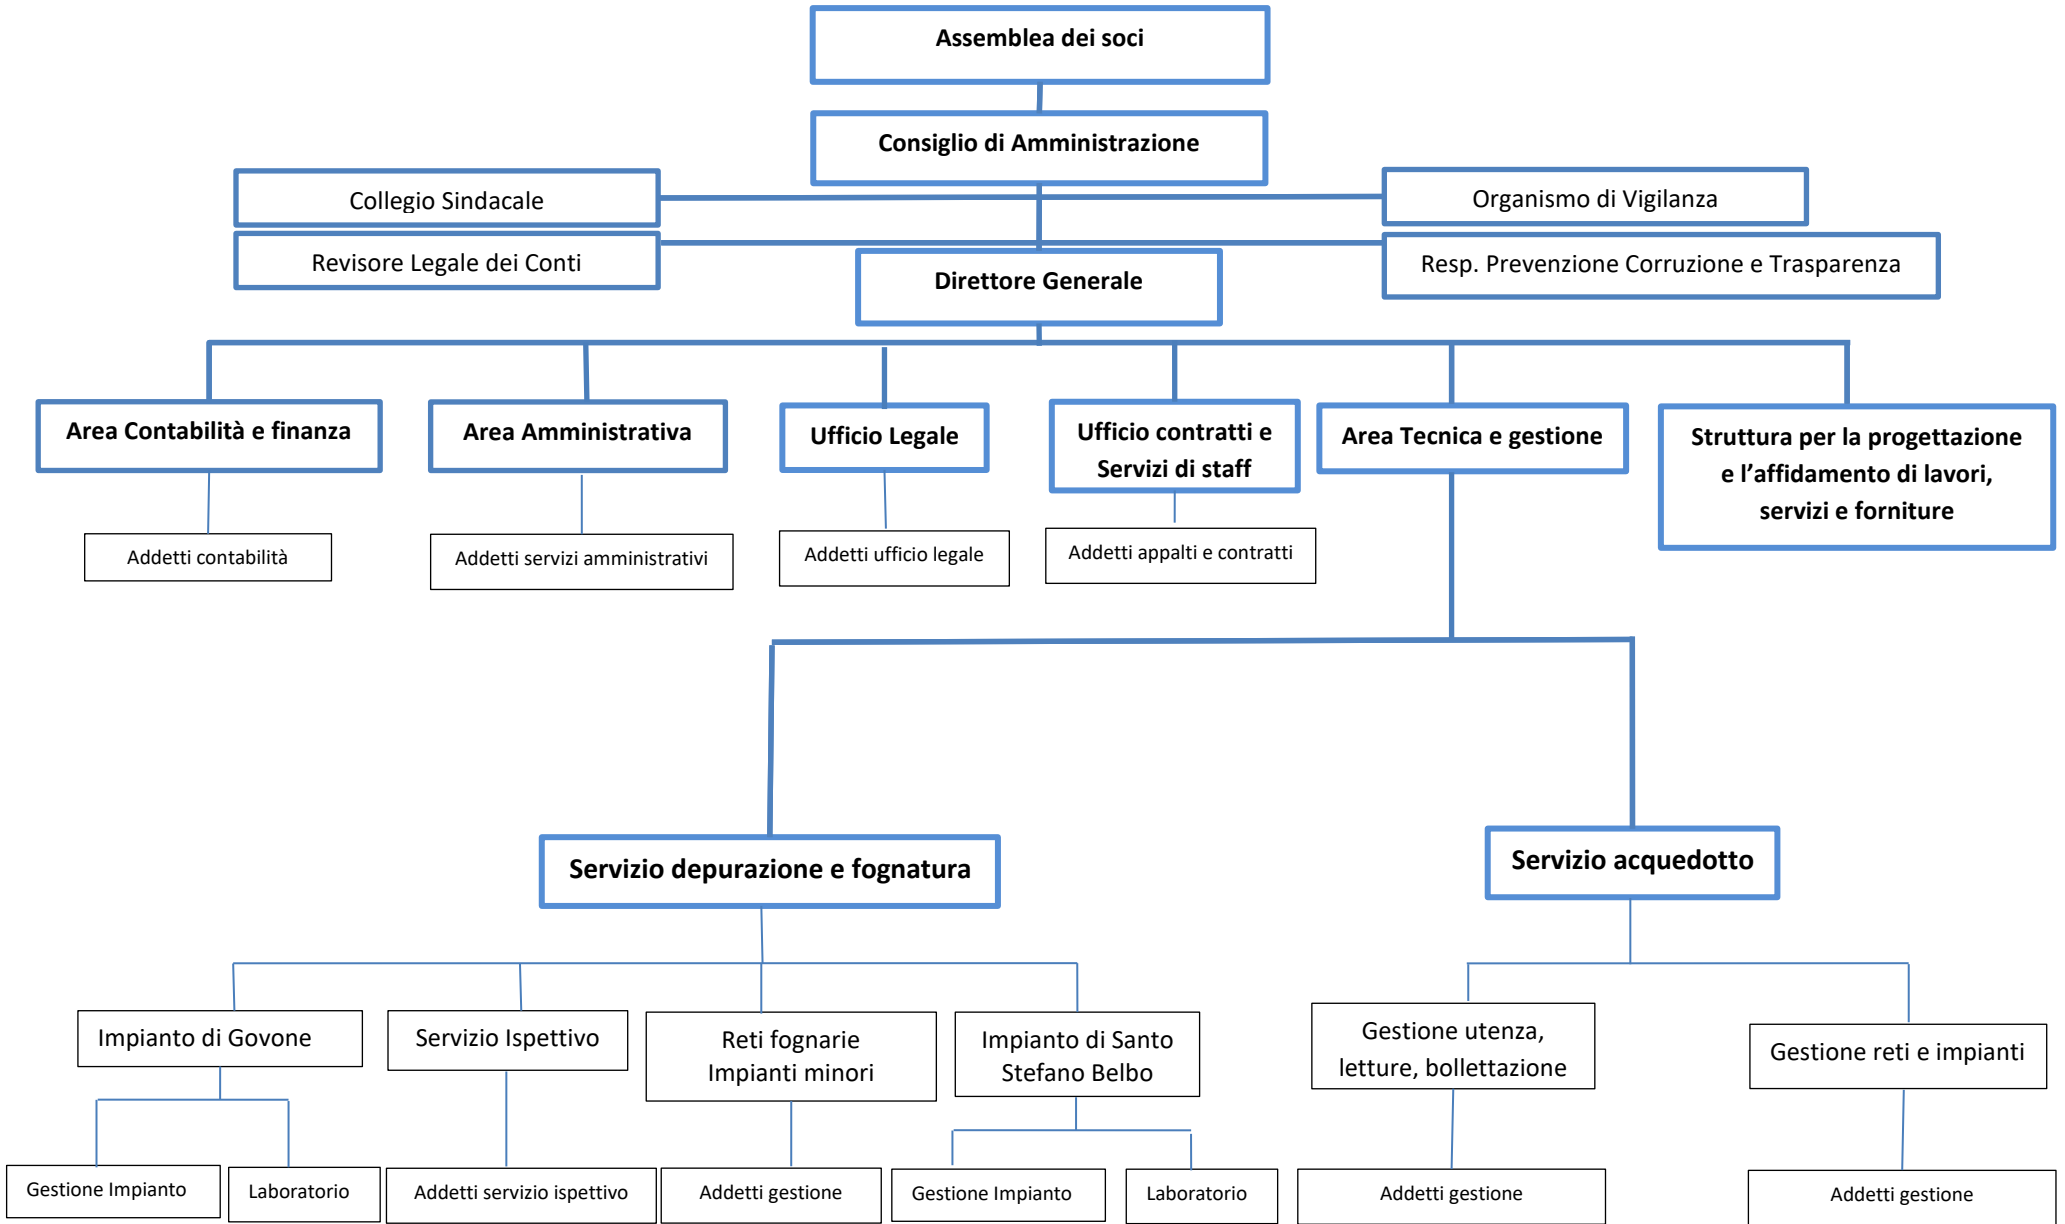 Assemblea dei soci
Consiglio di Amministrazione
Collegio Sindacale
Organismo di Vigilanza
Revisore Legale dei Conti
Resp. Prevenzione Corruzione e Trasparenza
Direttore Generale
Area Contabilità e finanza
Area Amministrativa
Ufficio Legale
Ufficio contratti e
Servizi di staff
Area Tecnica e gestione
Struttura per la progettazione
e l’affidamento di lavori,
servizi e forniture
Addetti contabilità
Addetti servizi amministrativi
Addetti ufficio legale
Addetti appalti e contratti
Servizio depurazione e fognatura
Servizio acquedotto
Impianto di Govone
Servizio Ispettivo
Reti fognarie
Impianti minori
Impianto di Santo
Stefano Belbo
Gestione utenza,
letture, bollettazione
Gestione reti e impianti
Gestione Impianto
Laboratorio
Addetti servizio ispettivo
Addetti gestione
Gestione Impianto
Laboratorio
Addetti gestione
Addetti gestione